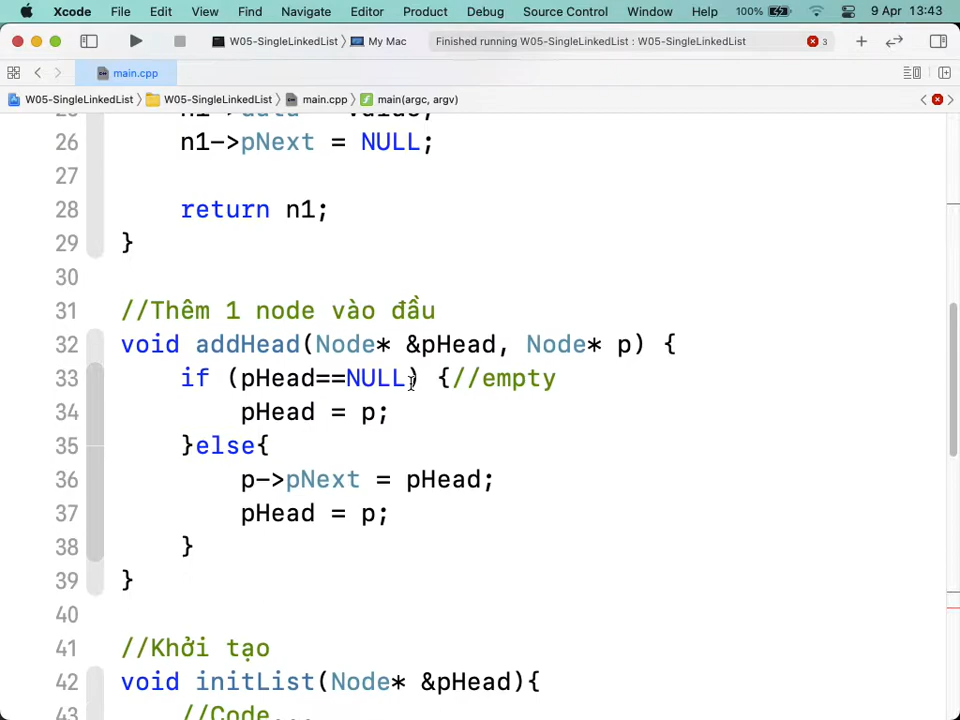 Xcode File Edit View Find Navigate Editor Product Debug Source Control Window Help 100% 9 Apr 13:43
W05-SingleLinkedList My Mac Finished running W05-SingleLinkedList : W05-SingleLinkedList 3
main.cpp
W05-SingleLinkedList W05-SingleLinkedList main.cpp main(argc, argv)
26 n1->pNext = NULL;
27
28 return n1;
29 }
30
31 //Thêm 1 node vào đầu
32 void addHead(Node* &pHead, Node* p) {
33 if (pHead==NULL) {//empty
34 pHead = p;
35 }else{
36 p->pNext = pHead;
37 pHead = p;
38 }
39 }
40
41 //Khởi tạo
42 void initList(Node* &pHead){
43 //Code...